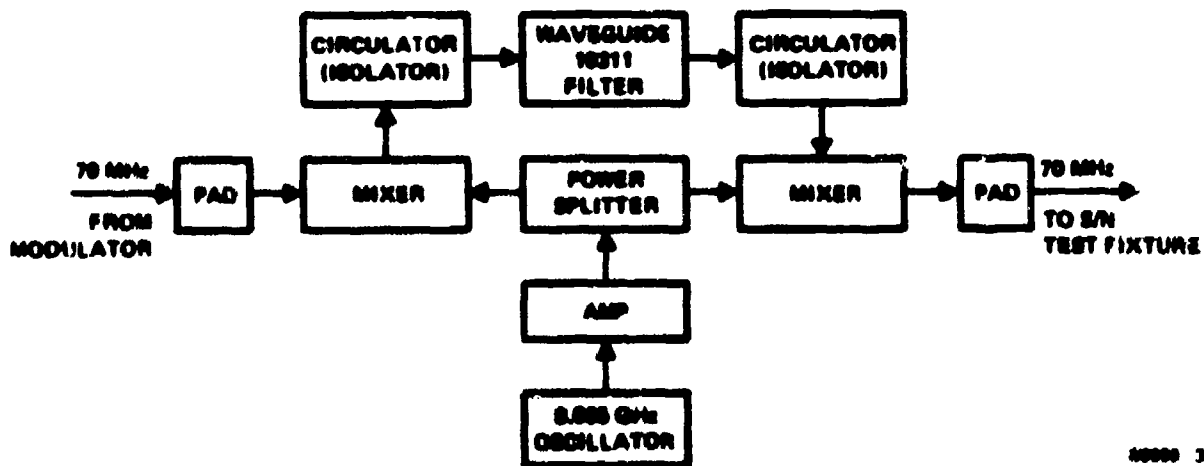 CIRCULATOR
(ISOLATOR)
WAVEGUIDE
FILTER
CIRCULATOR
(ISOLATOR)
70 MHz
FROM
MODULATOR
PAD
MIXER
POWER
SPLITTER
MIXER
PAD
70 MHz
TO S/N
TEST FIXTURE
AMP
GHz
OSCILLATOR